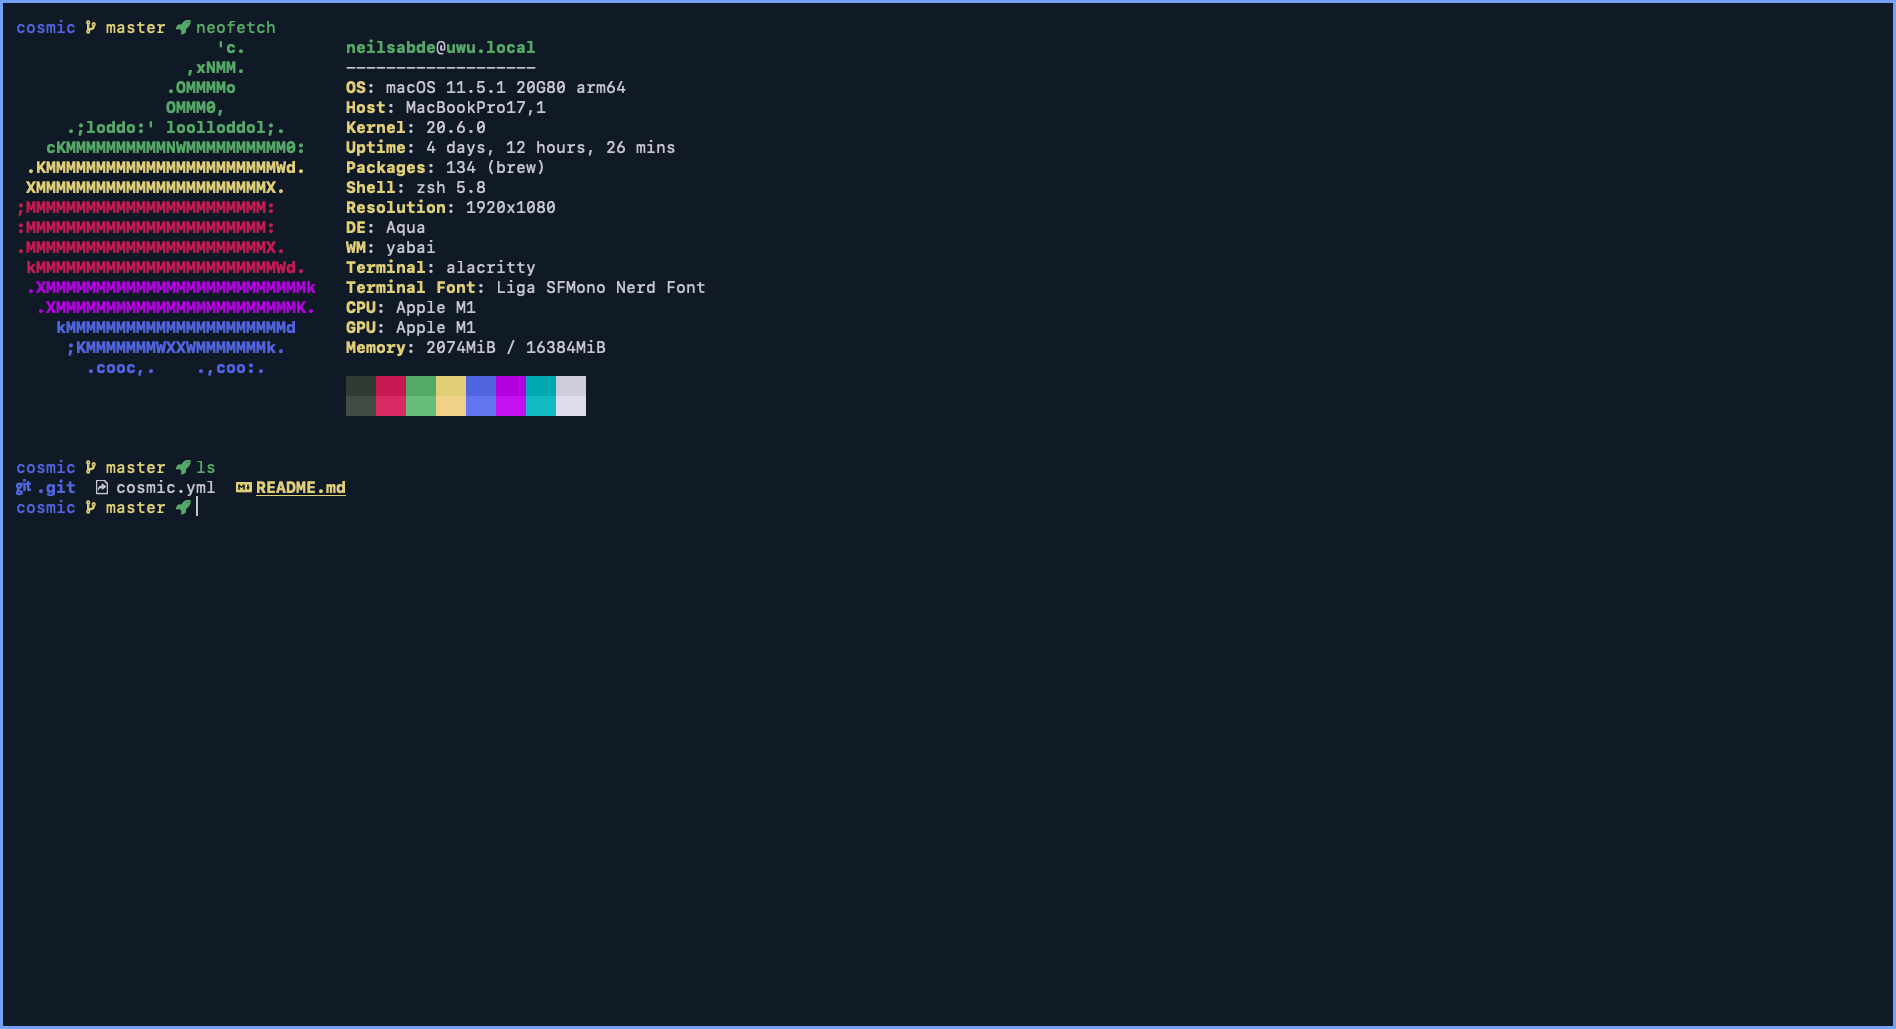 cosmic master neofetch
'c. neilsabde@uwu.local
,xNMM. -------------------
.OMMMMo OS: macOS 11.5.1 20G80 arm64
OMMM0, Host: MacBookPro17,1
.;loddo:' loolloddol;. Kernel: 20.6.0
cKMMMMMMMMMMNWMMMMMMMMMM0: Uptime: 4 days, 12 hours, 26 mins
.KMMMMMMMMMMMMMMMMMMMMMMMWd. Packages: 134 (brew)
XMMMMMMMMMMMMMMMMMMMMMMMX. Shell: zsh 5.8
;MMMMMMMMMMMMMMMMMMMMMMMM: Resolution: 1920x1080
:MMMMMMMMMMMMMMMMMMMMMMMM: DE: Aqua
.MMMMMMMMMMMMMMMMMMMMMMMMX. WM: yabai
kMMMMMMMMMMMMMMMMMMMMMMMMWd. Terminal: alacritty
.XMMMMMMMMMMMMMMMMMMMMMMMMMMk Terminal Font: Liga SFMono Nerd Font
.XMMMMMMMMMMMMMMMMMMMMMMMMK. CPU: Apple M1
kMMMMMMMMMMMMMMMMMMMMMMd GPU: Apple M1
;KMMMMMMMWXXWMMMMMMMk. Memory: 2074MiB / 16384MiB
.cooc,. .,coo:.
cosmic master ls
git .git cosmic.yml README.md
cosmic master